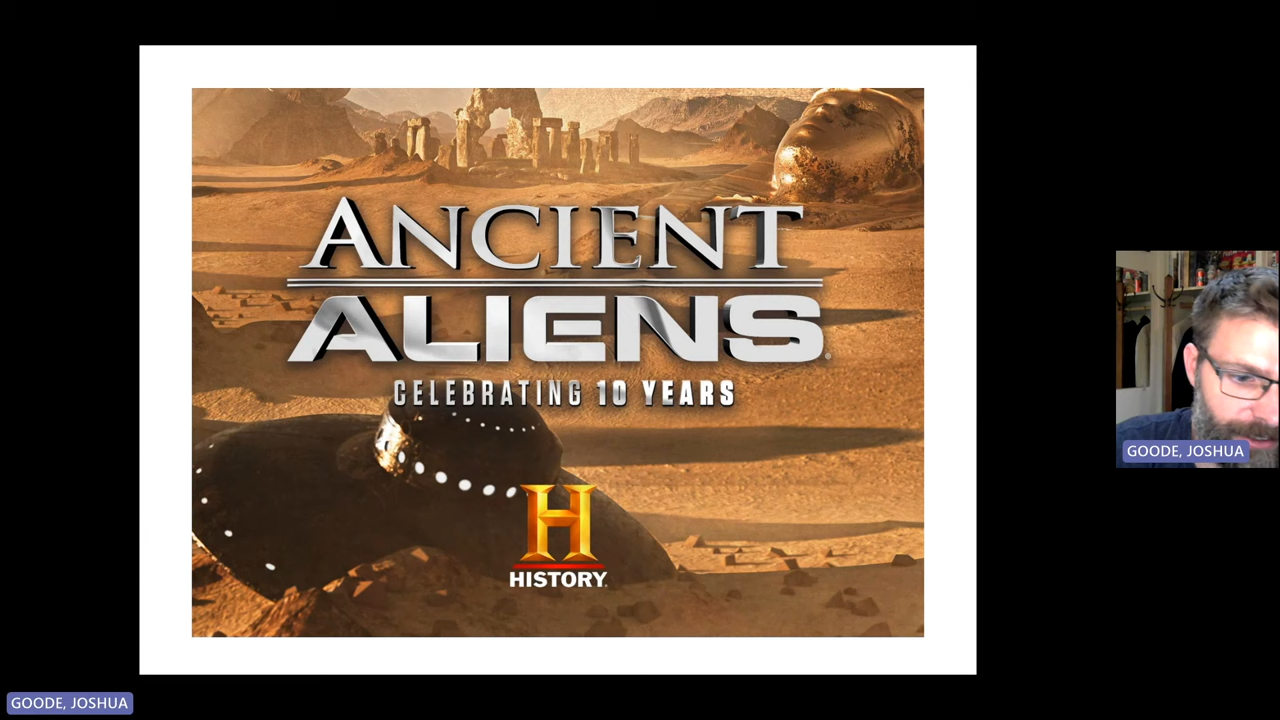 ANCIENT
ALIENS®
CELEBRATING 10 YEARS
H
HISTORY.
GOODE, JOSHUA
GOODE, JOSHUA